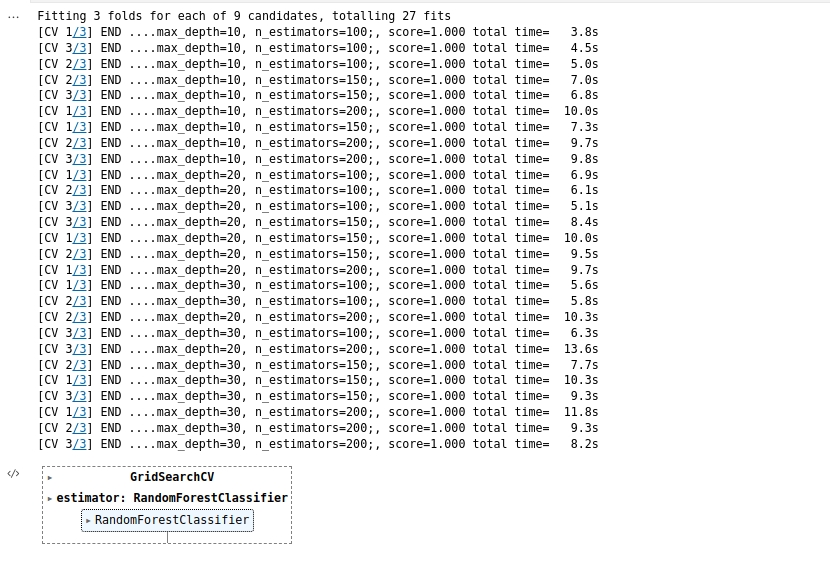 Fitting 3 folds for each of 9 candidates, totalling 27 fits
[CV 1/3] END ....max_depth=10, n_estimators=100;, score=1.000 total time=   3.8s
[CV 3/3] END ....max_depth=10, n_estimators=100;, score=1.000 total time=   4.5s
[CV 2/3] END ....max_depth=10, n_estimators=100;, score=1.000 total time=   5.0s
[CV 2/3] END ....max_depth=10, n_estimators=150;, score=1.000 total time=   7.0s
[CV 3/3] END ....max_depth=10, n_estimators=150;, score=1.000 total time=   6.8s
[CV 1/3] END ....max_depth=10, n_estimators=200;, score=1.000 total time=  10.0s
[CV 1/3] END ....max_depth=10, n_estimators=150;, score=1.000 total time=   7.3s
[CV 2/3] END ....max_depth=10, n_estimators=200;, score=1.000 total time=   9.7s
[CV 3/3] END ....max_depth=10, n_estimators=200;, score=1.000 total time=   9.8s
[CV 1/3] END ....max_depth=20, n_estimators=100;, score=1.000 total time=   6.9s
[CV 2/3] END ....max_depth=20, n_estimators=100;, score=1.000 total time=   6.1s
[CV 3/3] END ....max_depth=20, n_estimators=100;, score=1.000 total time=   5.1s
[CV 3/3] END ....max_depth=20, n_estimators=150;, score=1.000 total time=   8.4s
[CV 1/3] END ....max_depth=20, n_estimators=150;, score=1.000 total time=  10.0s
[CV 2/3] END ....max_depth=20, n_estimators=150;, score=1.000 total time=   9.5s
[CV 1/3] END ....max_depth=20, n_estimators=200;, score=1.000 total time=   9.7s
[CV 1/3] END ....max_depth=30, n_estimators=100;, score=1.000 total time=   5.6s
[CV 2/3] END ....max_depth=30, n_estimators=100;, score=1.000 total time=   5.8s
[CV 2/3] END ....max_depth=20, n_estimators=200;, score=1.000 total time=  10.3s
[CV 3/3] END ....max_depth=30, n_estimators=100;, score=1.000 total time=   6.3s
[CV 3/3] END ....max_depth=20, n_estimators=200;, score=1.000 total time=  13.6s
[CV 2/3] END ....max_depth=30, n_estimators=150;, score=1.000 total time=   7.7s
[CV 1/3] END ....max_depth=30, n_estimators=150;, score=1.000 total time=  10.3s
[CV 3/3] END ....max_depth=30, n_estimators=150;, score=1.000 total time=   9.3s
[CV 1/3] END ....max_depth=30, n_estimators=200;, score=1.000 total time=  11.8s
[CV 2/3] END ....max_depth=30, n_estimators=200;, score=1.000 total time=   9.3s
[CV 3/3] END ....max_depth=30, n_estimators=200;, score=1.000 total time=   8.2s
GridSearchCV
estimator: RandomForestClassifier
RandomForestClassifier